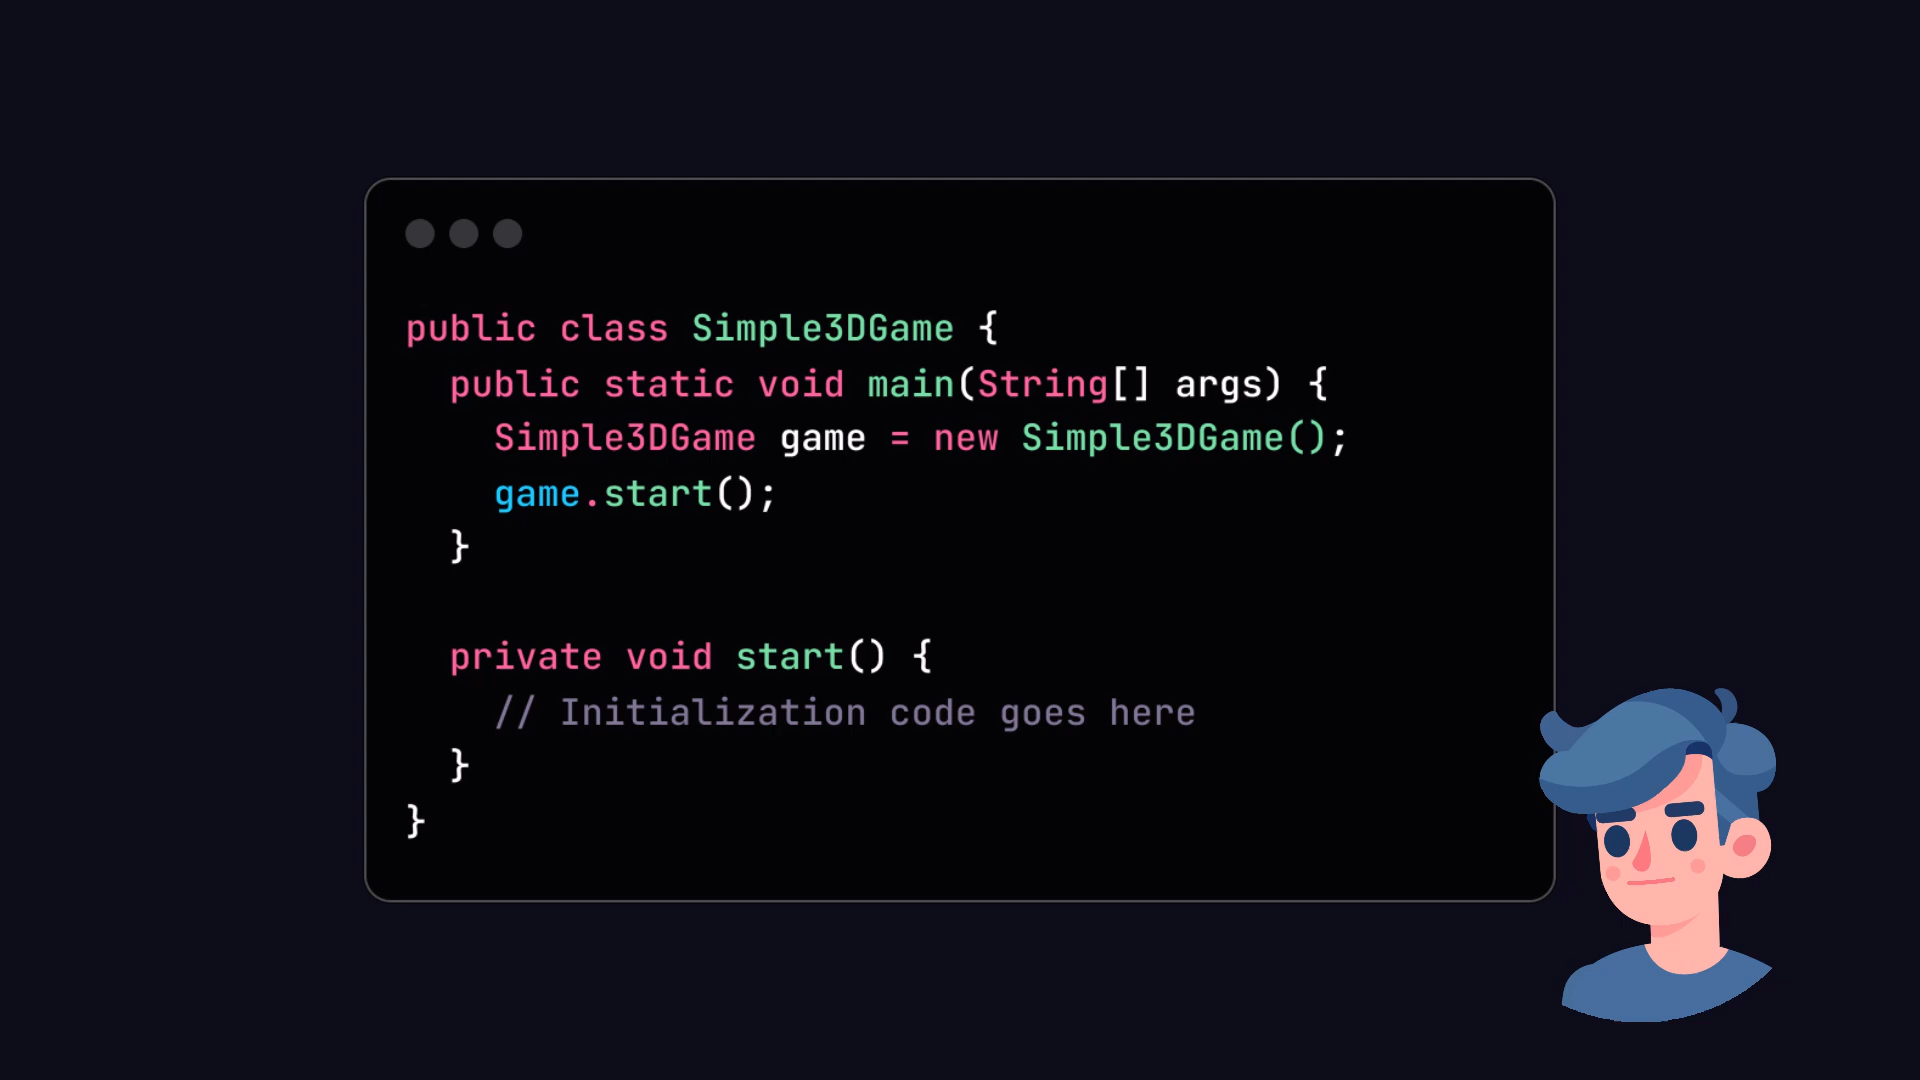 public class Simple3DGame {
public static void main(String[] args) {
Simple3DGame game = new Simple3DGame();
game.start();
}
private void start() {
// Initialization code goes here
}
}